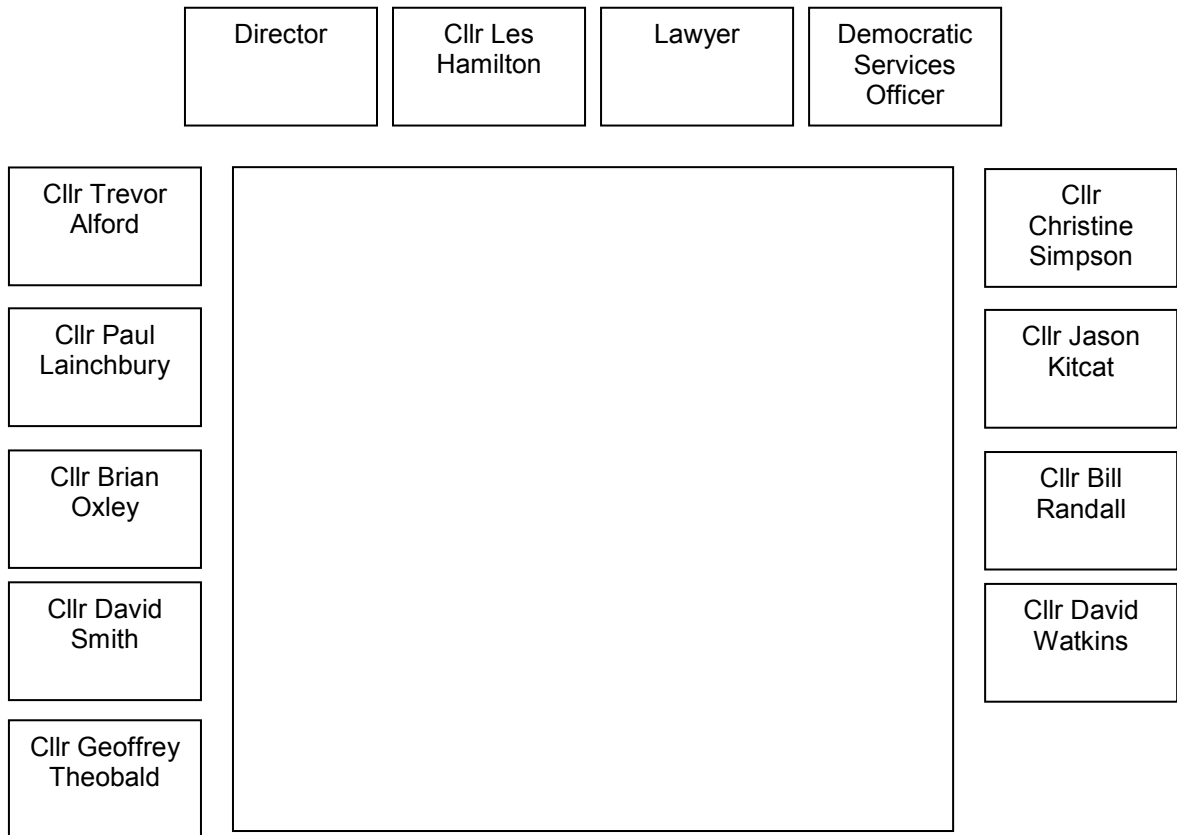 Director
Cllr Les
Hamilton
Lawyer
Democratic
Services
Officer
Cllr Trevor
Alford
Cllr
Christine
Simpson
Cllr Paul
Lainchbury
Cllr Jason
Kitcat
Cllr Brian
Oxley
Cllr Bill
Randall
Cllr David
Smith
Cllr David
Watkins
Cllr Geoffrey
Theobald